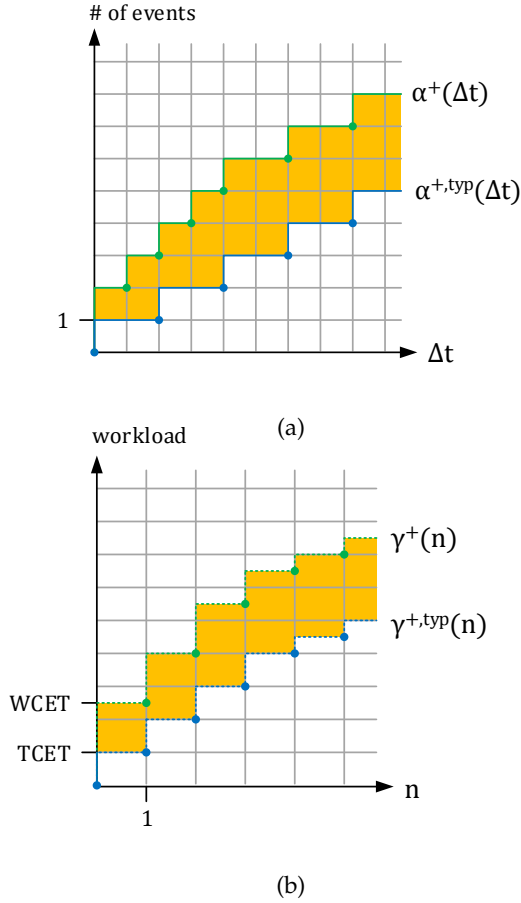 # of events
α⁺(Δt)
α⁺,ᵗʸᵖ(Δt)
1
Δt
(a)
workload
γ⁺(n)
γ⁺,ᵗʸᵖ(n)
WCET
TCET
n
1
(b)